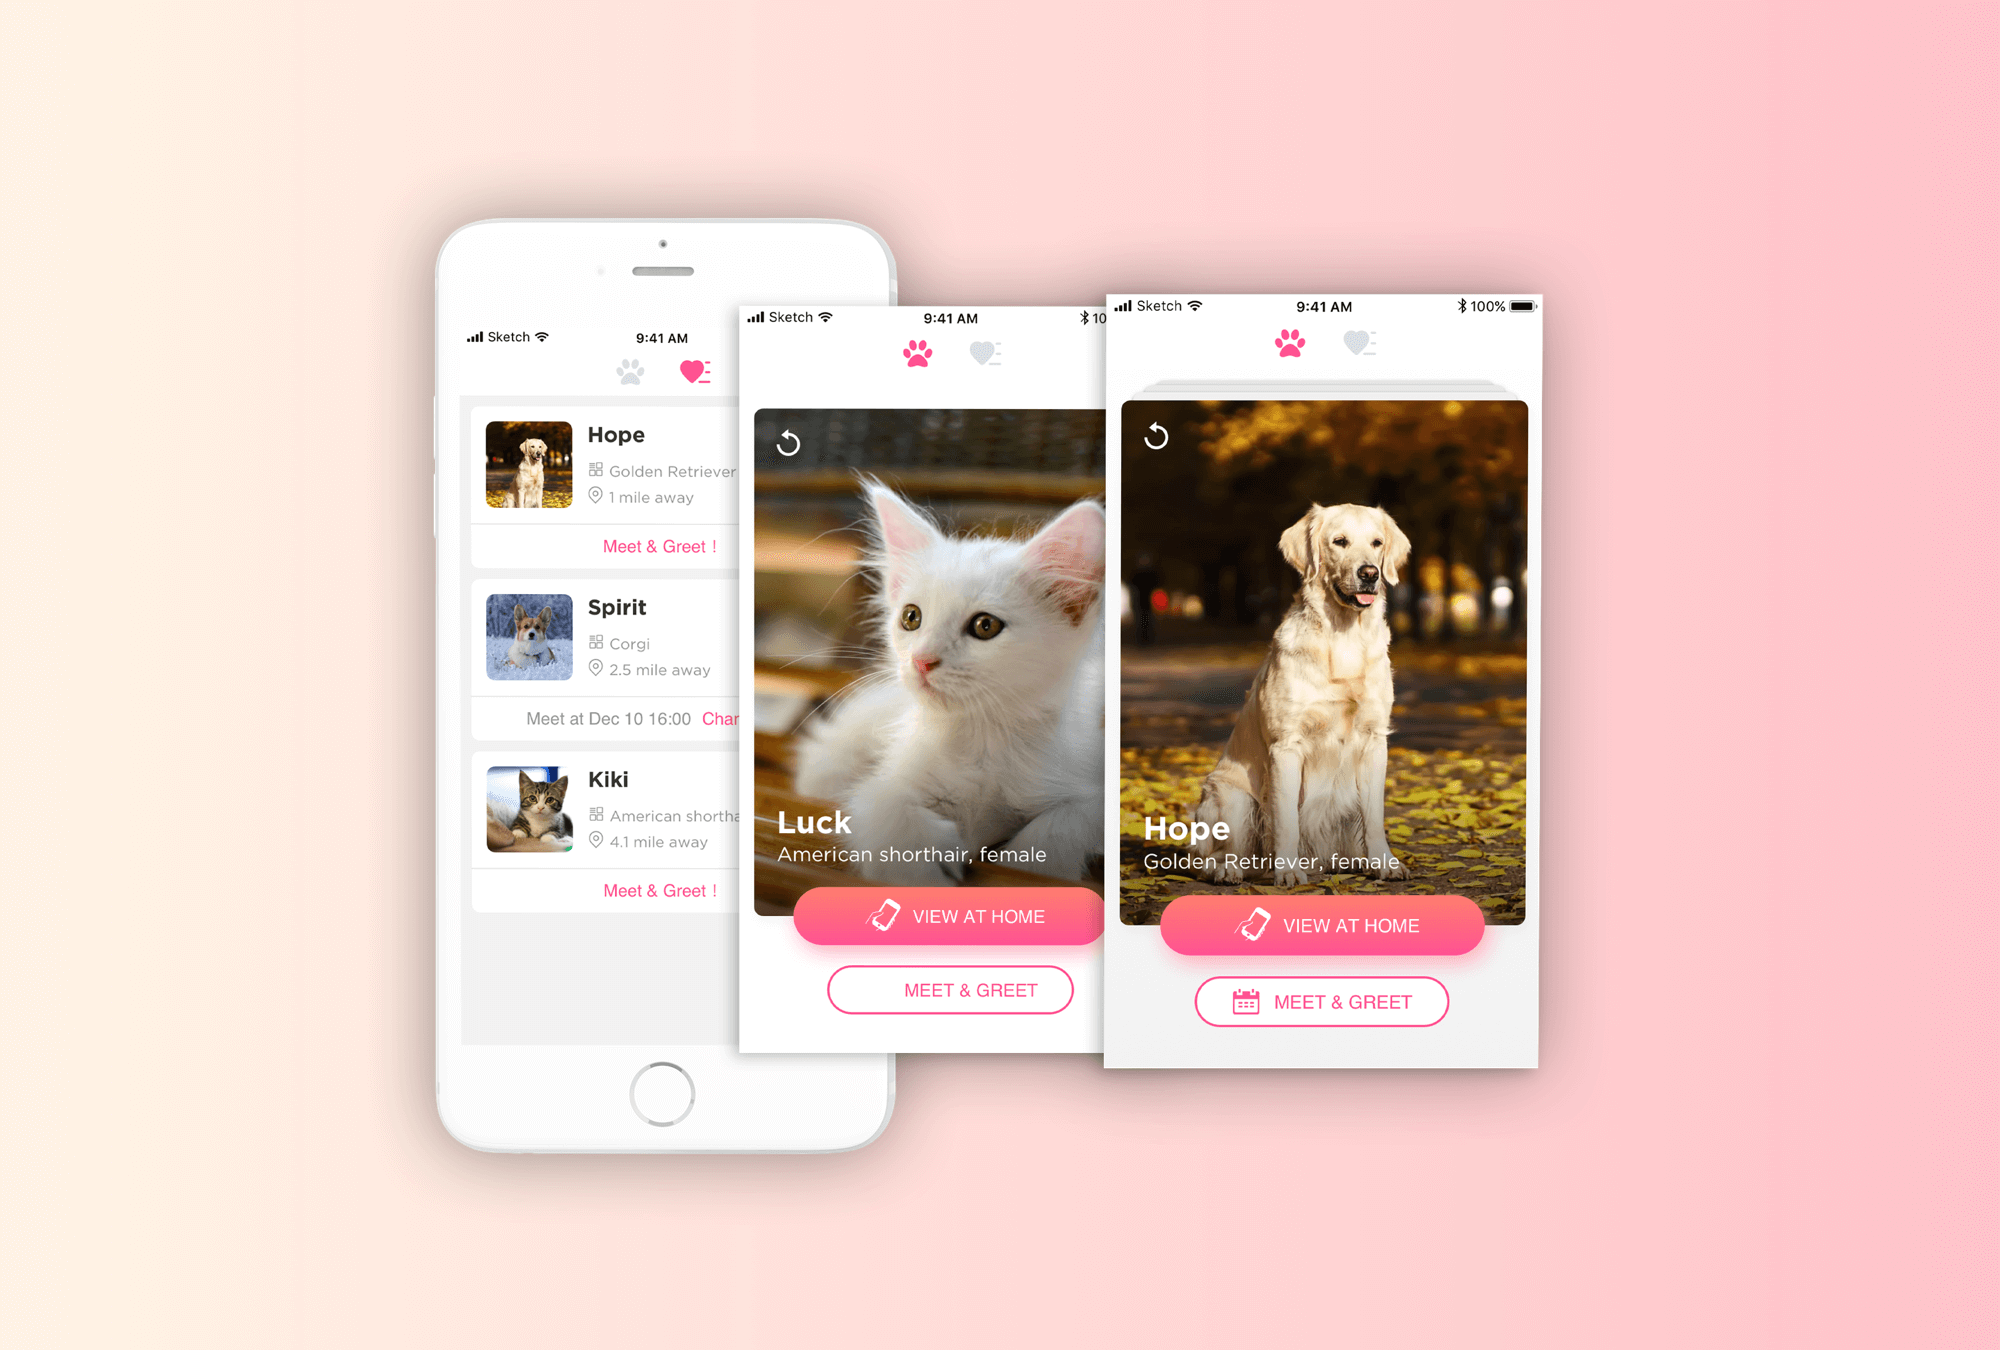 Sketch
9:41 AM
Hope
Golden Retriever
1 mile away
Meet & Greet !
Spirit
Corgi
2.5 mile away
Meet at Dec 10 16:00 Char
Kiki
American shortha
4.1 mile away
Meet & Greet !
Sketch 9:41 AM 10
Luck
American shorthair, female
VIEW AT HOME
MEET & GREET
Sketch 9:41 AM 100%
Hope
Golden Retriever, female
VIEW AT HOME
MEET & GREET